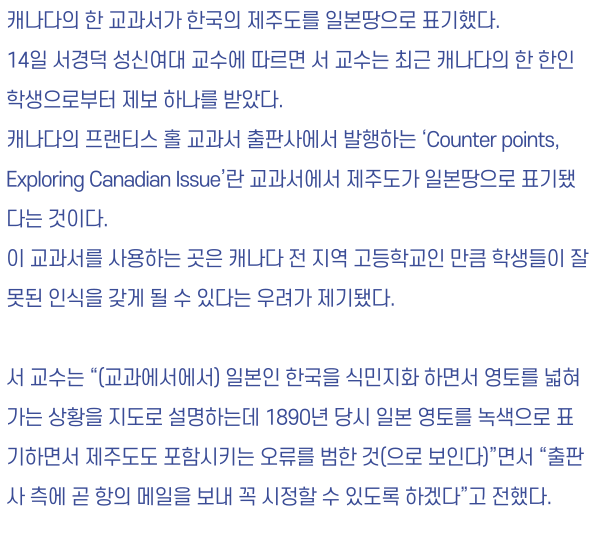 캐나다의 한 교과서가 한국의 제주도를 일본땅으로 표기했다.
14일 서경덕 성신여대 교수에 따르면 서 교수는 최근 캐나다의 한 한인
학생으로부터 제보 하나를 받았다.
캐나다의 프랜티스 홀 교과서 출판사에서 발행하는 ‘Counter points,
Exploring Canadian Issue’란 교과서에서 제주도가 일본땅으로 표기됐
다는 것이다.
이 교과서를 사용하는 곳은 캐나다 전 지역 고등학교인 만큼 학생들이 잘
못된 인식을 갖게 될 수 있다는 우려가 제기됐다.
서 교수는 “(교과에서에서) 일본인 한국을 식민지화 하면서 영토를 넓혀
가는 상황을 지도로 설명하는데 1890년 당시 일본 영토를 녹색으로 표
기하면서 제주도도 포함시키는 오류를 범한 것(으로 보인다)”면서 “출판
사 측에 곧 항의 메일을 보내 꼭 시정할 수 있도록 하겠다”고 전했다.